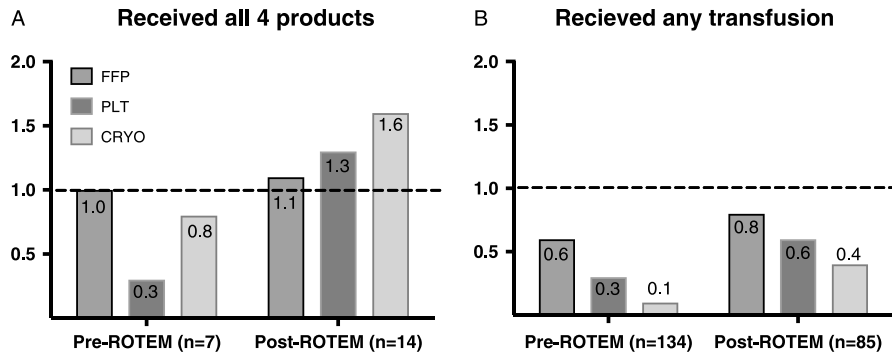 A Received all 4 products
2.0
FFP
PLT
1.5
CRYO
1.0
0.5
1.0
0.3
0.8
1.1
1.3
1.6
Pre-ROTEM (n=7) Post-ROTEM (n=14)
B Recieved any transfusion
2.0
1.5
1.0
0.5
0.6
0.3
0.1
0.8
0.6
0.4
Pre-ROTEM (n=134) Post-ROTEM (n=85)